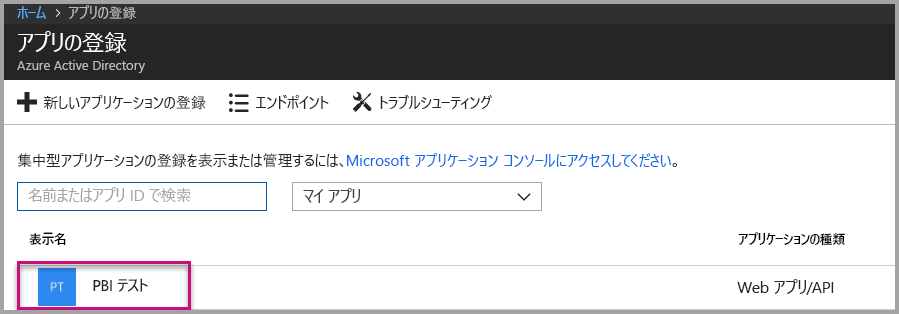 ホーム > アプリの登録
アプリの登録
Azure Active Directory
新しいアプリケーションの登録 エンドポイント トラブルシューティング
集中型アプリケーションの登録を表示または管理するには、Microsoft アプリケーション コンソールにアクセスしてください。
名前またはアプリ ID で検索 マイ アプリ
表示名 アプリケーションの種類
PT PBI テスト Web アプリ/API